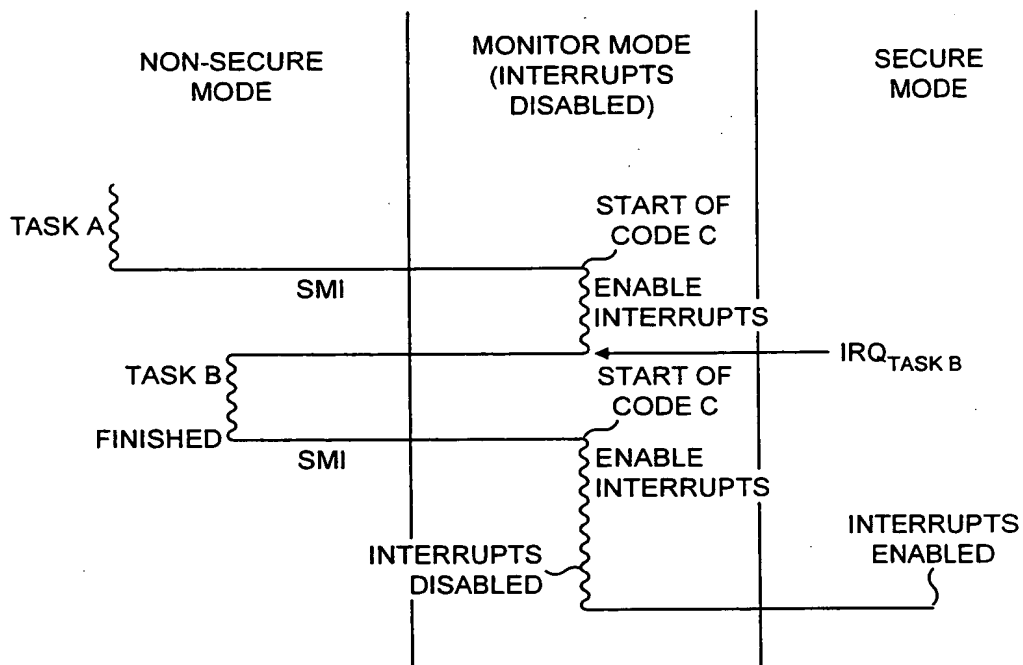 NON-SECURE
MODE
MONITOR MODE
(INTERRUPTS
DISABLED)
SECURE
MODE
TASK A
START OF
CODE C
SMI
ENABLE
INTERRUPTS
IRQTASK B
TASK B
START OF
CODE C
FINISHED
SMI
ENABLE
INTERRUPTS
INTERRUPTS
DISABLED
INTERRUPTS
ENABLED